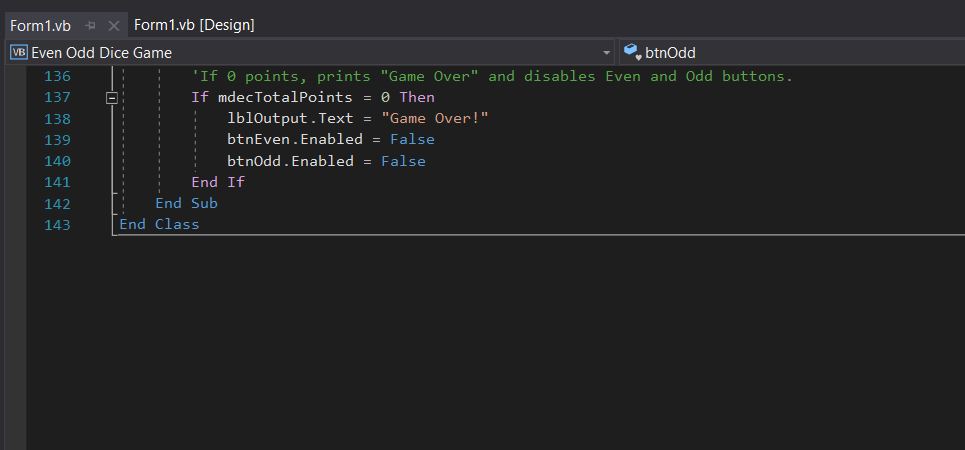 Form1.vb Form1.vb [Design]
VB Even Odd Dice Game btnOdd
136 'If 0 points, prints "Game Over" and disables Even and Odd buttons.
137 If mdecTotalPoints = 0 Then
138 lblOutput.Text = "Game Over!"
139 btnEven.Enabled = False
140 btnOdd.Enabled = False
141 End If
142 End Sub
143 End Class